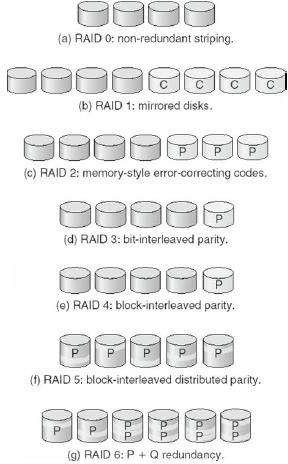 (a) RAID 0: non-redundant striping.
C C C C
(b) RAID 1: mirrored disks.
P P P
(c) RAID 2: memory-style error-correcting codes.
P
(d) RAID 3: bit-interleaved parity.
P
(e) RAID 4: block-interleaved parity.
P P P P P
(f) RAID 5: block-interleaved distributed parity.
P P P P P P
P P P P
(g) RAID 6: P + Q redundancy.